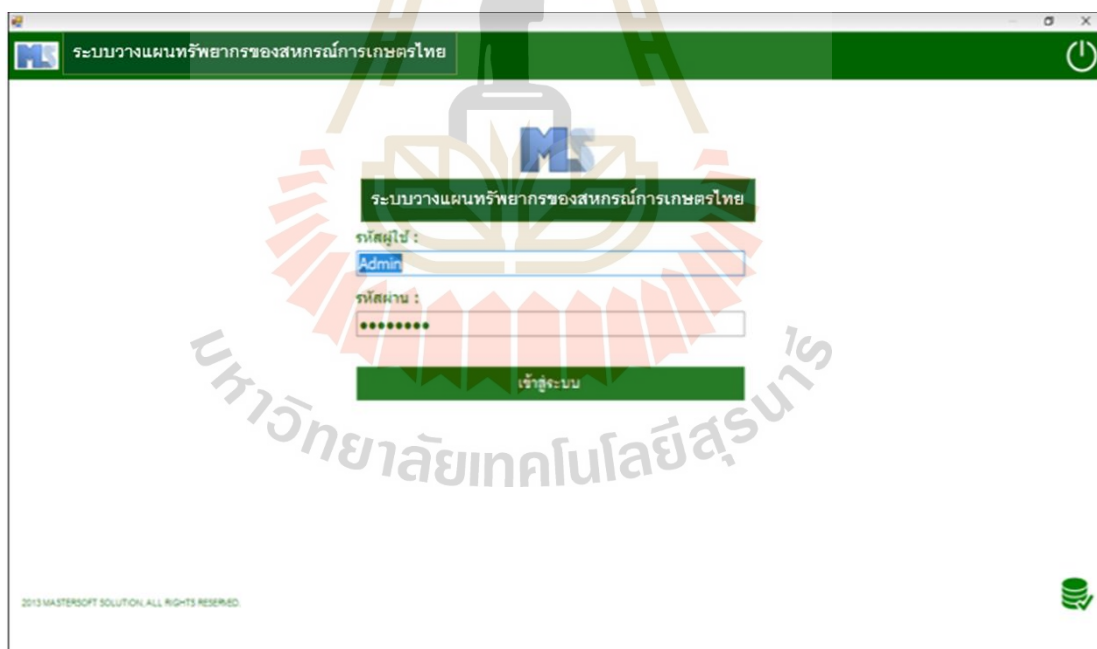 MS
ระบบวางแผนทรัพยากรของสหกรณ์การเกษตรไทย
MS
ระบบวางแผนทรัพยากรของสหกรณ์การเกษตรไทย
รหัสผู้ใช้ :
Admin
รหัสผ่าน :
เข้าสู่ระบบ
มหาวิทยาลัยเทคโนโลยีสุรนารี
2013 MASTERSOFT SOLUTION, ALL RIGHTS RESERVED.